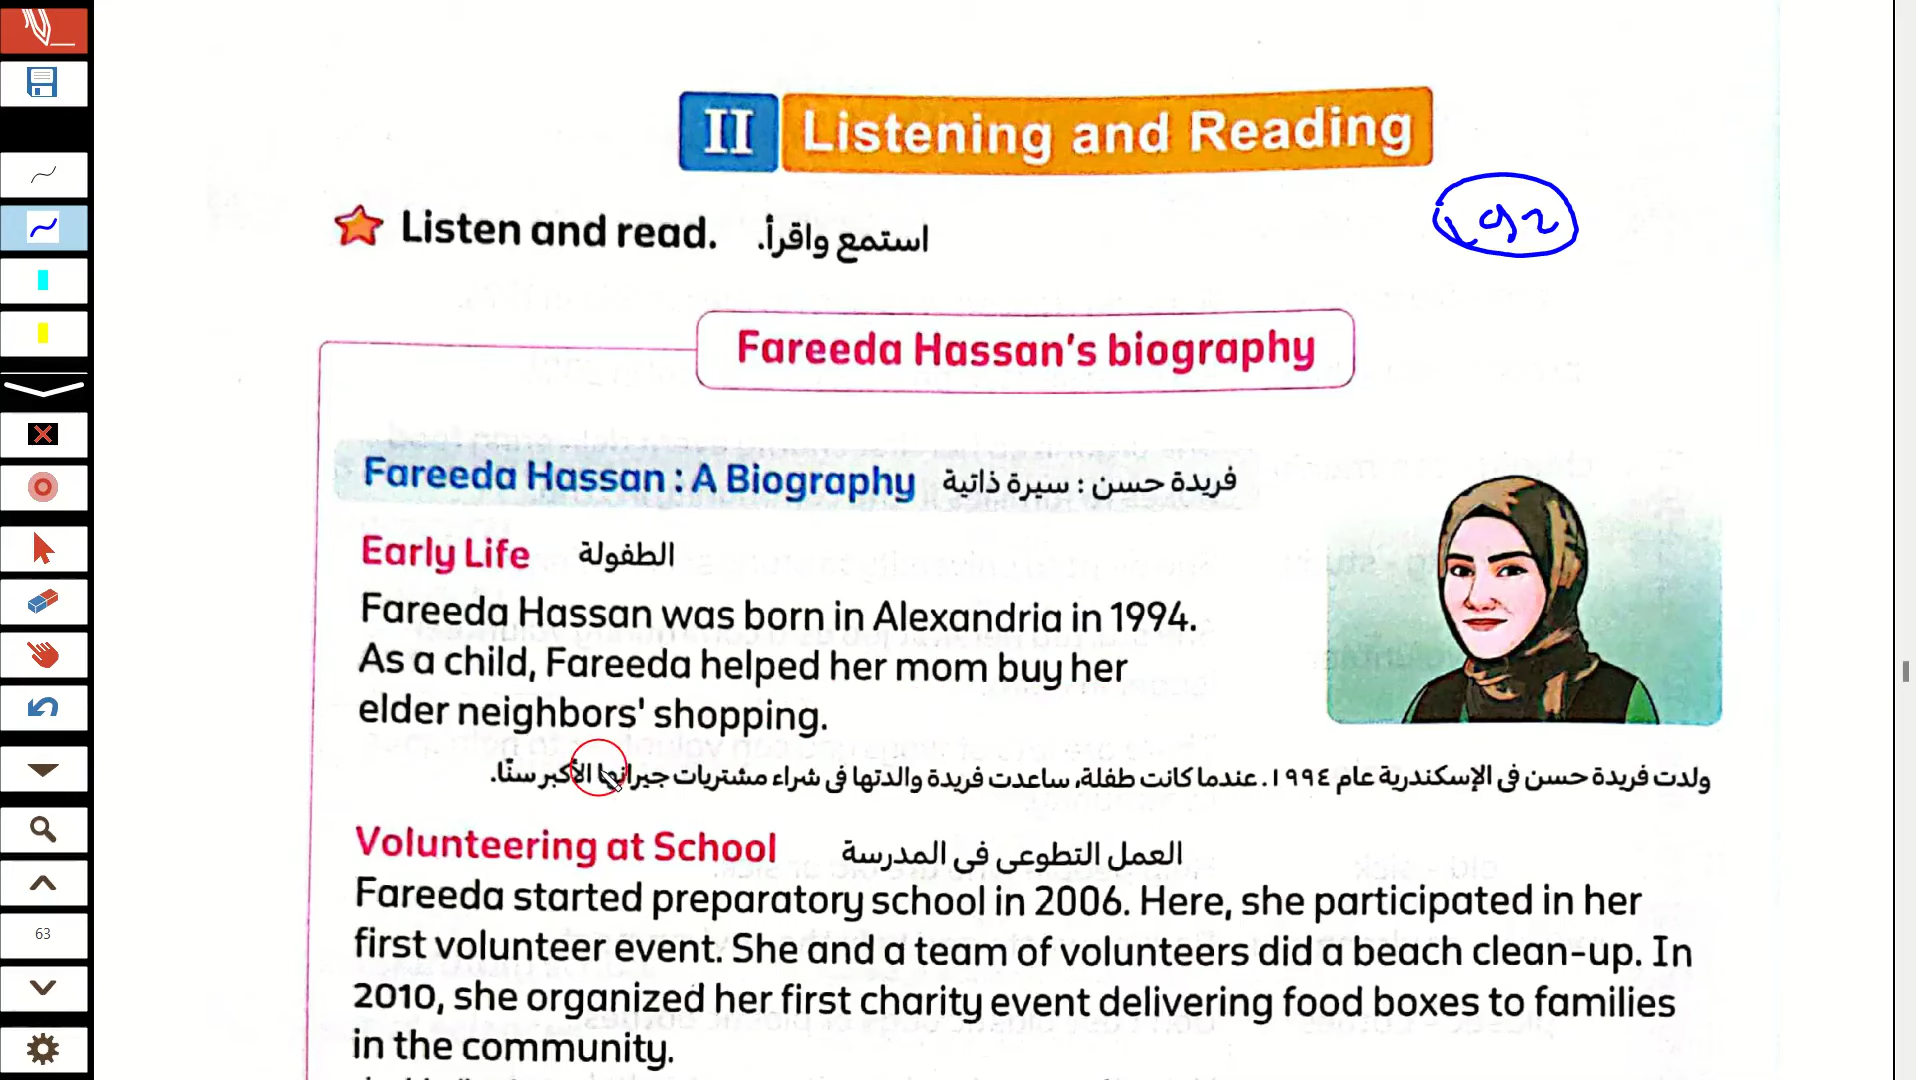 II Listening and Reading
192
Listen and read. استمع واقرأ.
Fareeda Hassan's biography
Fareeda Hassan : A Biography فريدة حسن : سيرة ذاتية
Early Life الطفولة
Fareeda Hassan was born in Alexandria in 1994.
As a child, Fareeda helped her mom buy her
elder neighbors' shopping.
ولدت فريدة حسن فى الإسكندرية عام ١٩٩٤. عندما كانت طفلة، ساعدت فريدة والدتها فى شراء مشتريات جيرانها الأكبر سنًا.
Volunteering at School العمل التطوعى فى المدرسة
Fareeda started preparatory school in 2006. Here, she participated in her
first volunteer event. She and a team of volunteers did a beach clean-up. In
2010, she organized her first charity event delivering food boxes to families
in the community.
63